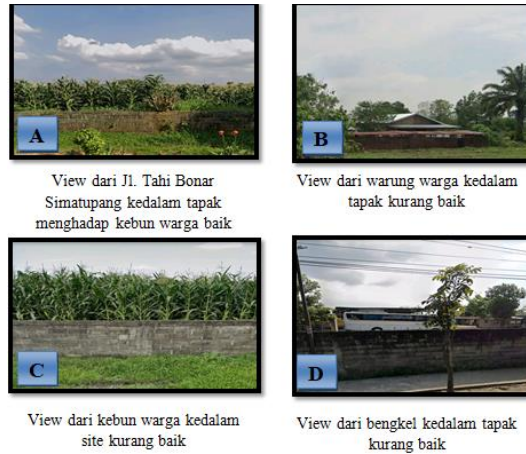 A
View dari Jl. Tahi Bonar
Simatupang kedalam tapak
menghadap kebun warga baik
B
View dari warung warga kedalam
tapak kurang baik
C
View dari kebun warga kedalam
site kurang baik
D
View dari bengkel kedalam tapak
kurang baik